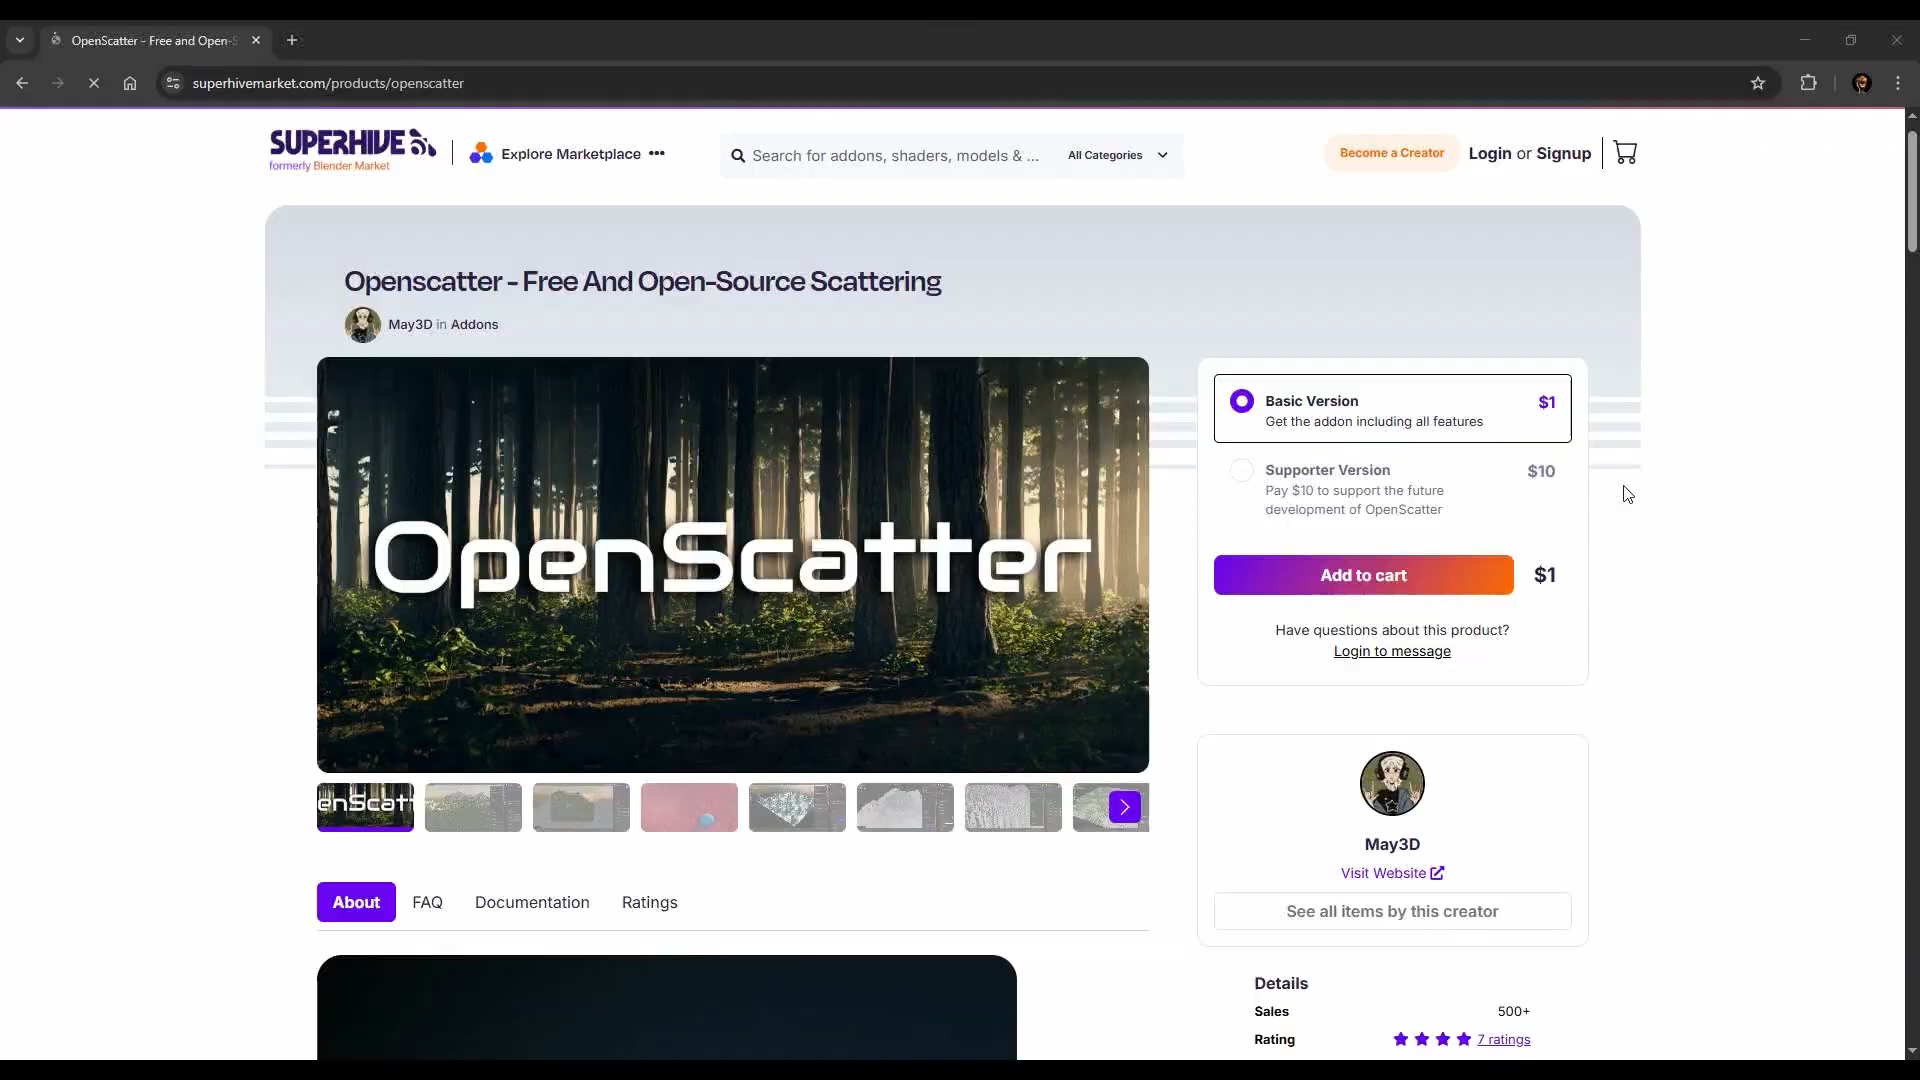 OpenScatter - Free and Open-S
superhivemarket.com/products/openscatter
SUPERHIVE
formerly Blender Market
Explore Marketplace •••
Search for addons, shaders, models & ...
All Categories
Become a Creator
Login or Signup
Openscatter - Free And Open-Source Scattering
May3D in Addons
OpenScatter
Basic Version $1
Get the addon including all features
Supporter Version $10
Pay $10 to support the future
development of OpenScatter
Add to cart $1
Have questions about this product?
Login to message
enScatt
May3D
Visit Website
See all items by this creator
About FAQ Documentation Ratings
Details
Sales 500+
Rating 7 ratings